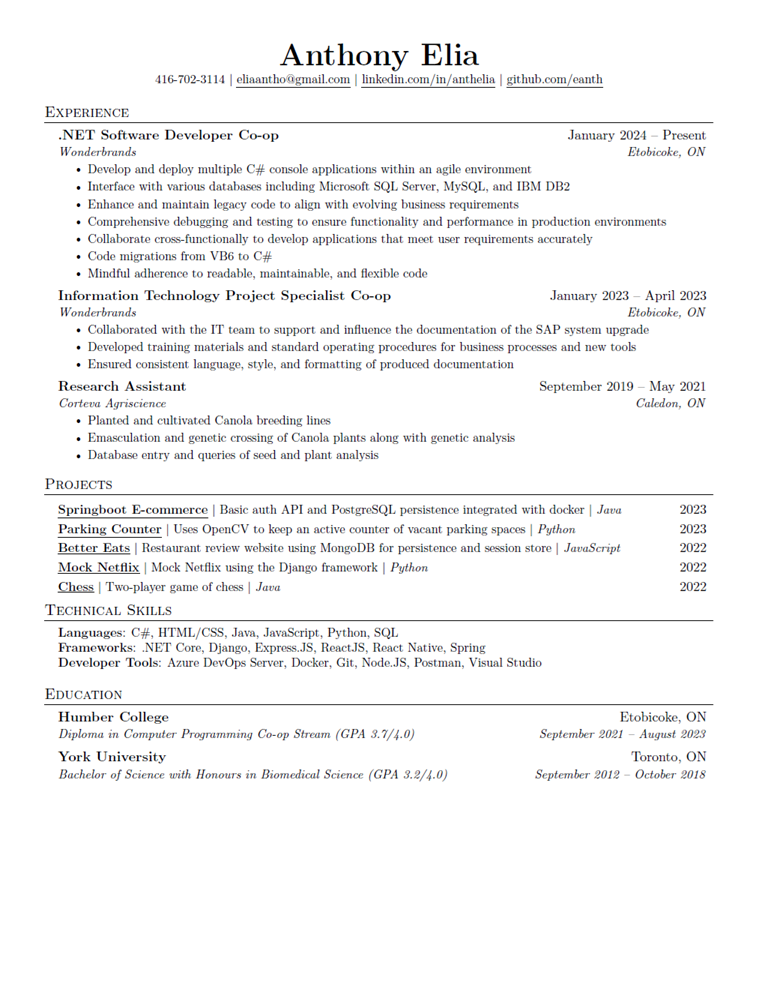 Anthony Elia
416-702-3114 | eliaantho@gmail.com | linkedin.com/in/anthelia | github.com/eanth
Experience
.NET Software Developer Co-op January 2024 – Present
Wonderbrands Etobicoke, ON
• Develop and deploy multiple C# console applications within an agile environment
• Interface with various databases including Microsoft SQL Server, MySQL, and IBM DB2
• Enhance and maintain legacy code to align with evolving business requirements
• Comprehensive debugging and testing to ensure functionality and performance in production environments
• Collaborate cross-functionally to develop applications that meet user requirements accurately
• Code migrations from VB6 to C#
• Mindful adherence to readable, maintainable, and flexible code
Information Technology Project Specialist Co-op January 2023 – April 2023
Wonderbrands Etobicoke, ON
• Collaborated with the IT team to support and influence the documentation of the SAP system upgrade
• Developed training materials and standard operating procedures for business processes and new tools
• Ensured consistent language, style, and formatting of produced documentation
Research Assistant September 2019 – May 2021
Corteva Agriscience Caledon, ON
• Planted and cultivated Canola breeding lines
• Emasculation and genetic crossing of Canola plants along with genetic analysis
• Database entry and queries of seed and plant analysis
Projects
Springboot E-commerce | Basic auth API and PostgreSQL persistence integrated with docker | Java 2023
Parking Counter | Uses OpenCV to keep an active counter of vacant parking spaces | Python 2023
Better Eats | Restaurant review website using MongoDB for persistence and session store | JavaScript 2022
Mock Netflix | Mock Netflix using the Django framework | Python 2022
Chess | Two-player game of chess | Java 2022
Technical Skills
Languages: C#, HTML/CSS, Java, JavaScript, Python, SQL
Frameworks: .NET Core, Django, Express.JS, ReactJS, React Native, Spring
Developer Tools: Azure DevOps Server, Docker, Git, Node.JS, Postman, Visual Studio
Education
Humber College Etobicoke, ON
Diploma in Computer Programming Co-op Stream (GPA 3.7/4.0) September 2021 – August 2023
York University Toronto, ON
Bachelor of Science with Honours in Biomedical Science (GPA 3.2/4.0) September 2012 – October 2018